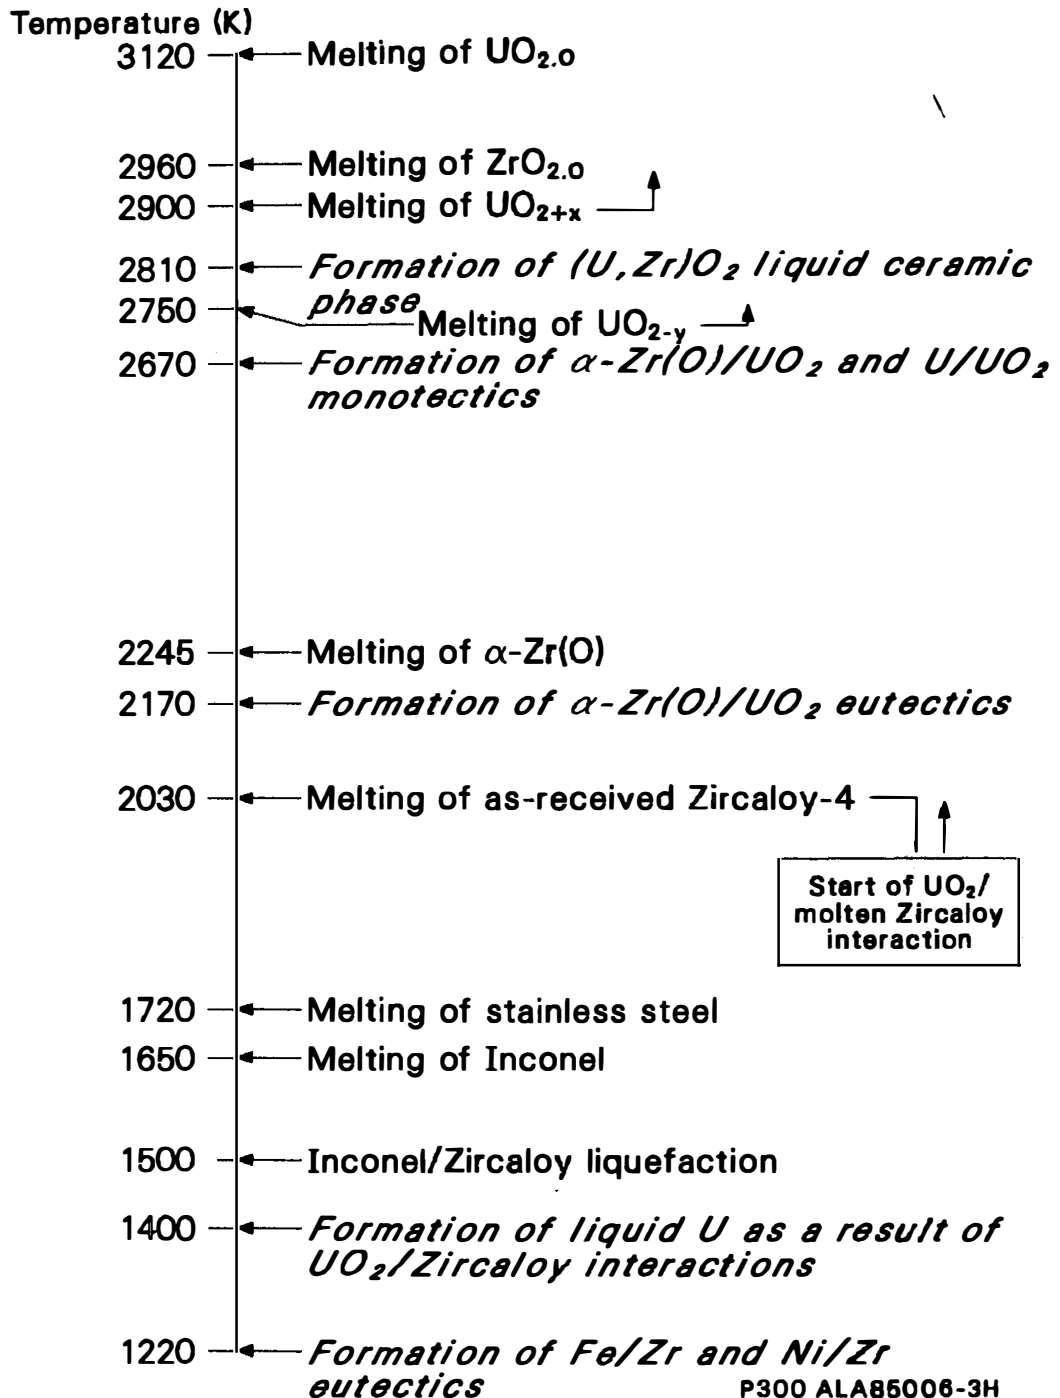 Temperature (K)
3120 Melting of UO₂.₀
2960 Melting of ZrO₂.₀
2900 Melting of UO₂₊ₓ
2810 Formation of (U,Zr)O₂ liquid ceramic
phase
2750 Melting of UO₂-y
2670 Formation of α-Zr(O)/UO₂ and U/UO₂
monotectics
2245 Melting of α-Zr(O)
2170 Formation of α-Zr(O)/UO₂ eutectics
2030 Melting of as-received Zircaloy-4
Start of UO₂/
molten Zircaloy
interaction
1720 Melting of stainless steel
1650 Melting of Inconel
1500 Inconel/Zircaloy liquefaction
1400 Formation of liquid U as a result of
UO₂/Zircaloy interactions
1220 Formation of Fe/Zr and Ni/Zr
eutectics
P300 ALA85006-3H